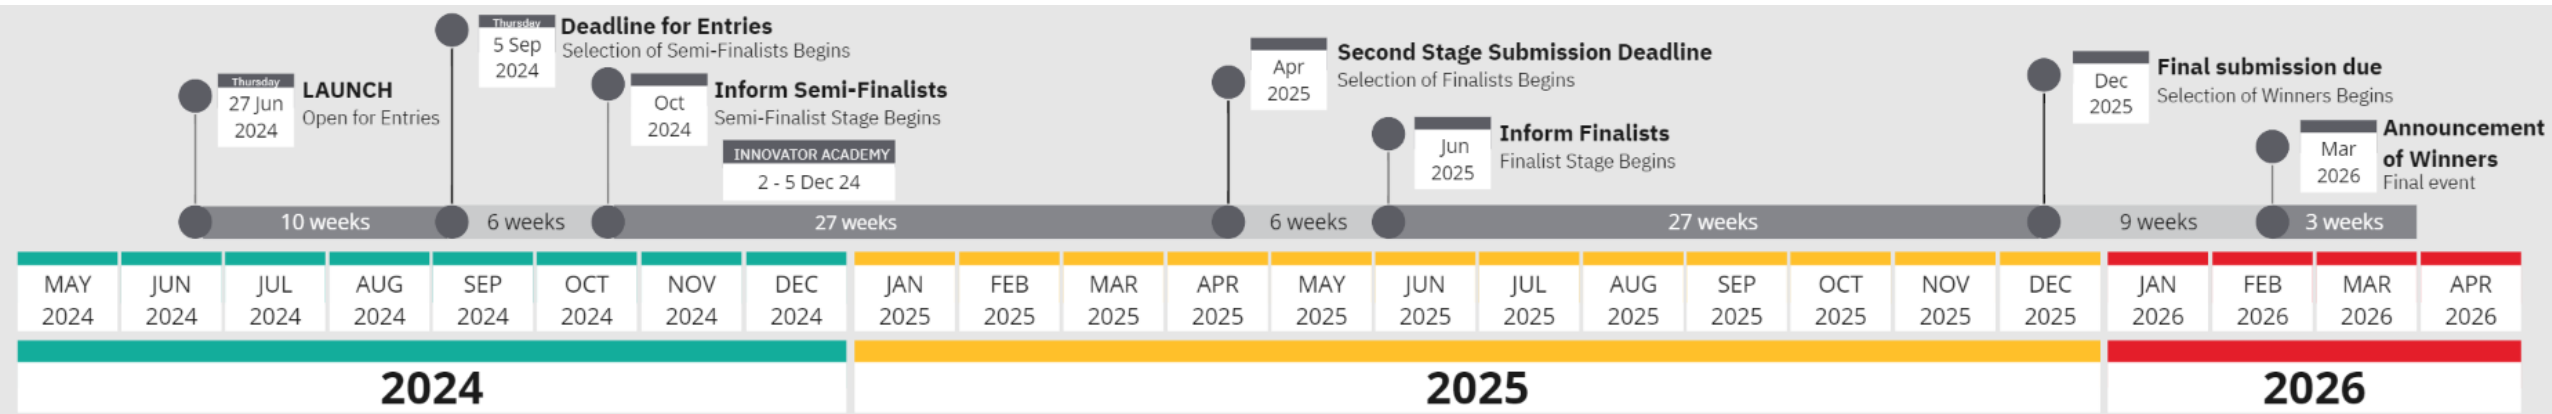 Thursday
27 Jun
2024
LAUNCH
Open for Entries
Thursday
5 Sep
2024
Deadline for Entries
Selection of Semi-Finalists Begins
Oct
2024
Inform Semi-Finalists
Semi-Finalist Stage Begins
INNOVATOR ACADEMY
2 - 5 Dec 24
Apr
2025
Second Stage Submission Deadline
Selection of Finalists Begins
Jun
2025
Inform Finalists
Finalist Stage Begins
Dec
2025
Final submission due
Selection of Winners Begins
Mar
2026
Announcement
of Winners
Final event
10 weeks
6 weeks
27 weeks
6 weeks
27 weeks
9 weeks
3 weeks
MAY
2024
JUN
2024
JUL
2024
AUG
2024
SEP
2024
OCT
2024
NOV
2024
DEC
2024
JAN
2025
FEB
2025
MAR
2025
APR
2025
MAY
2025
JUN
2025
JUL
2025
AUG
2025
SEP
2025
OCT
2025
NOV
2025
DEC
2025
JAN
2026
FEB
2026
MAR
2026
APR
2026
2024
2025
2026